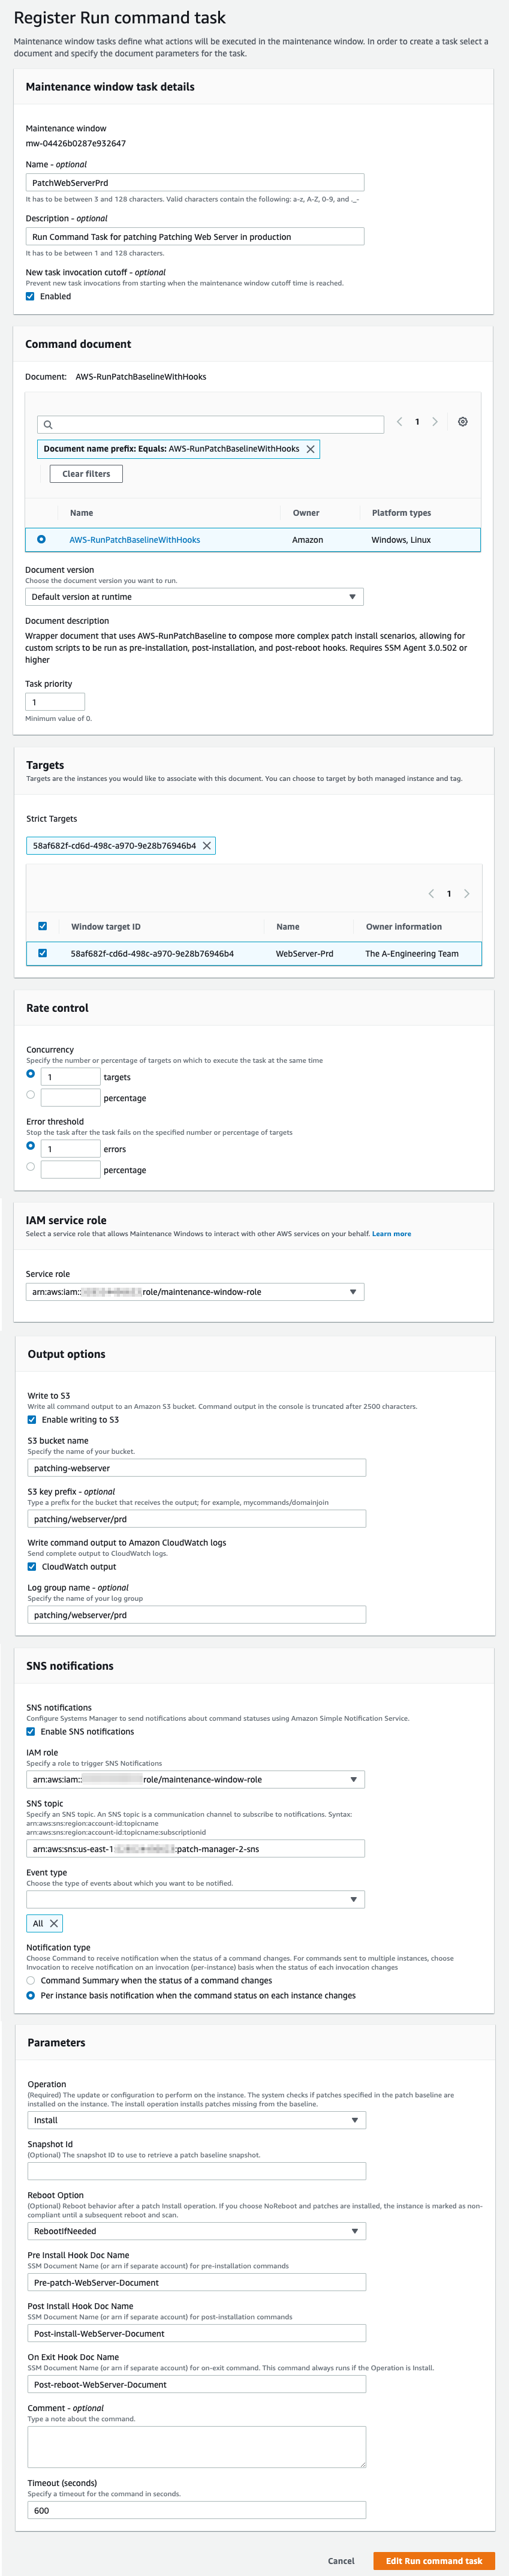 Register Run command task
Maintenance window tasks define what actions will be executed in the maintenance window. In order to create a task select a
document and specify the document parameters for the task.
Maintenance window task details
Maintenance window
mw-04426b0287e932647
Name - optional
PatchWebServerPrd
It has to be between 3 and 128 characters. Valid characters contain the following: a-z, A-Z, 0-9, and ._-
Description - optional
Run Command Task for patching Patching Web Server in production
It has to be between 1 and 128 characters.
New task invocation cutoff - optional
Prevent new task invocations from starting when the maintenance window cutoff time is reached.
Enabled
Command document
Document: AWS-RunPatchBaselineWithHooks
1
Document name prefix: Equals: AWS-RunPatchBaselineWithHooks
Clear filters
Name Owner Platform types
AWS-RunPatchBaselineWithHooks Amazon Windows, Linux
Document version
Choose the document version you want to run.
Default version at runtime
Document description
Wrapper document that uses AWS-RunPatchBaseline to compose more complex patch install scenarios, allowing for
custom scripts to be run as pre-installation, post-installation, and post-reboot hooks. Requires SSM Agent 3.0.502 or
higher
Task priority
1
Minimum value of 0.
Targets
Targets are the instances you would like to associate with this document. You can choose to target by both managed instance and tag.
Strict Targets
58af682f-cd6d-498c-a970-9e28b76946b4
1
Window target ID Name Owner information
58af682f-cd6d-498c-a970-9e28b76946b4 WebServer-Prd The A-Engineering Team
Rate control
Concurrency
Specify the number or percentage of targets on which to execute the task at the same time
1 targets
percentage
Error threshold
Stop the task after the task fails on the specified number or percentage of targets
1 errors
percentage
IAM service role
Select a service role that allows Maintenance Windows to interact with other AWS services on your behalf. Learn more
Service role
arn:aws:iam:: role/maintenance-window-role
Output options
Write to S3
Write all command output to an Amazon S3 bucket. Command output in the console is truncated after 2500 characters.
Enable writing to S3
S3 bucket name
Specify the name of your bucket.
patching-webserver
S3 key prefix - optional
Type a prefix for the bucket that receives the output; for example, mycommands/domainjoin
patching/webserver/prd
Write command output to Amazon CloudWatch logs
Send complete output to CloudWatch logs.
CloudWatch output
Log group name - optional
Specify the name of your log group
patching/webserver/prd
SNS notifications
SNS notifications
Configure Systems Manager to send notifications about command statuses using Amazon Simple Notification Service.
Enable SNS notifications
IAM role
Specify a role to trigger SNS Notifications
arn:aws:iam:: role/maintenance-window-role
SNS topic
Specify an SNS topic. An SNS topic is a communication channel to subscribe to notifications. Syntax:
arn:aws:sns:region:account-id:topicname
arn:aws:sns:region:account-id:topicname:subscriptionid
arn:aws:sns:us-east-1: :patch-manager-2-sns
Event type
Choose the type of events about which you want to be notified.
All
Notification type
Choose Command to receive notification when the status of a command changes. For commands sent to multiple instances, choose
Invocation to receive notification on an invocation (per-instance) basis when the status of each invocation changes
Command Summary when the status of a command changes
Per instance basis notification when the command status on each instance changes
Parameters
Operation
(Required) The update or configuration to perform on the instance. The system checks if patches specified in the patch baseline are
installed on the instance. The install operation installs patches missing from the baseline.
Install
Snapshot Id
(Optional) The snapshot ID to use to retrieve a patch baseline snapshot.
Reboot Option
(Optional) Reboot behavior after a patch Install operation. If you choose NoReboot and patches are installed, the instance is marked as non-
compliant until a subsequent reboot and scan.
RebootIfNeeded
Pre Install Hook Doc Name
SSM Document Name (or arn if separate account) for pre-installation commands
Pre-patch-WebServer-Document
Post Install Hook Doc Name
SSM Document Name (or arn if separate account) for post-installation commands
Post-install-WebServer-Document
On Exit Hook Doc Name
SSM Document Name (or arn if separate account) for on-exit command. This command always runs if the Operation is Install.
Post-reboot-WebServer-Document
Comment - optional
Type a note about the command.
Timeout (seconds)
Specify a timeout for the command in seconds.
600
Cancel Edit Run command task